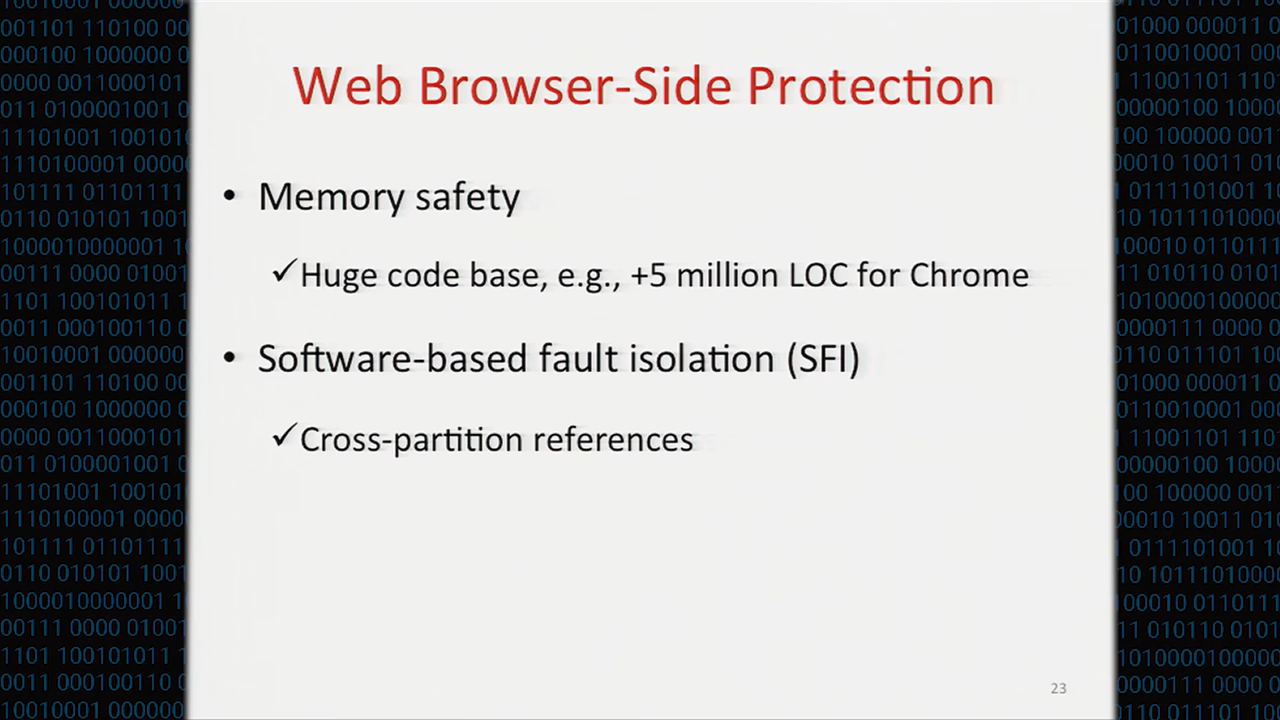 Web Browser-Side Protection
• Memory safety
✓Huge code base, e.g., +5 million LOC for Chrome
• Software-based fault isolation (SFI)
✓Cross-partition references
23